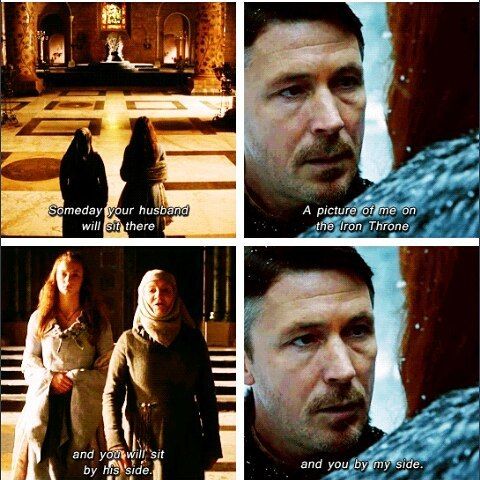 Someday your husband
will sit there
A picture of me on
the Iron Throne
and you will sit
by his side.
and you by my side.